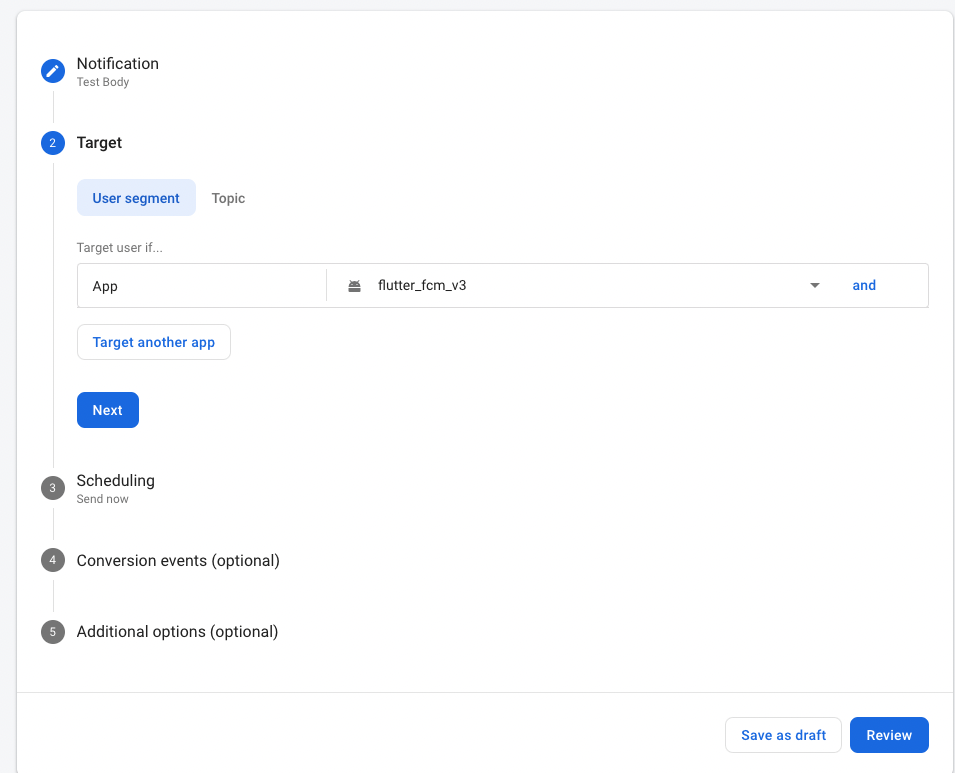 Notification
Test Body
2
Target
User segment Topic
Target user if...
App flutter_fcm_v3 and
Target another app
Next
3
Scheduling
Send now
4
Conversion events (optional)
5
Additional options (optional)
Save as draft Review